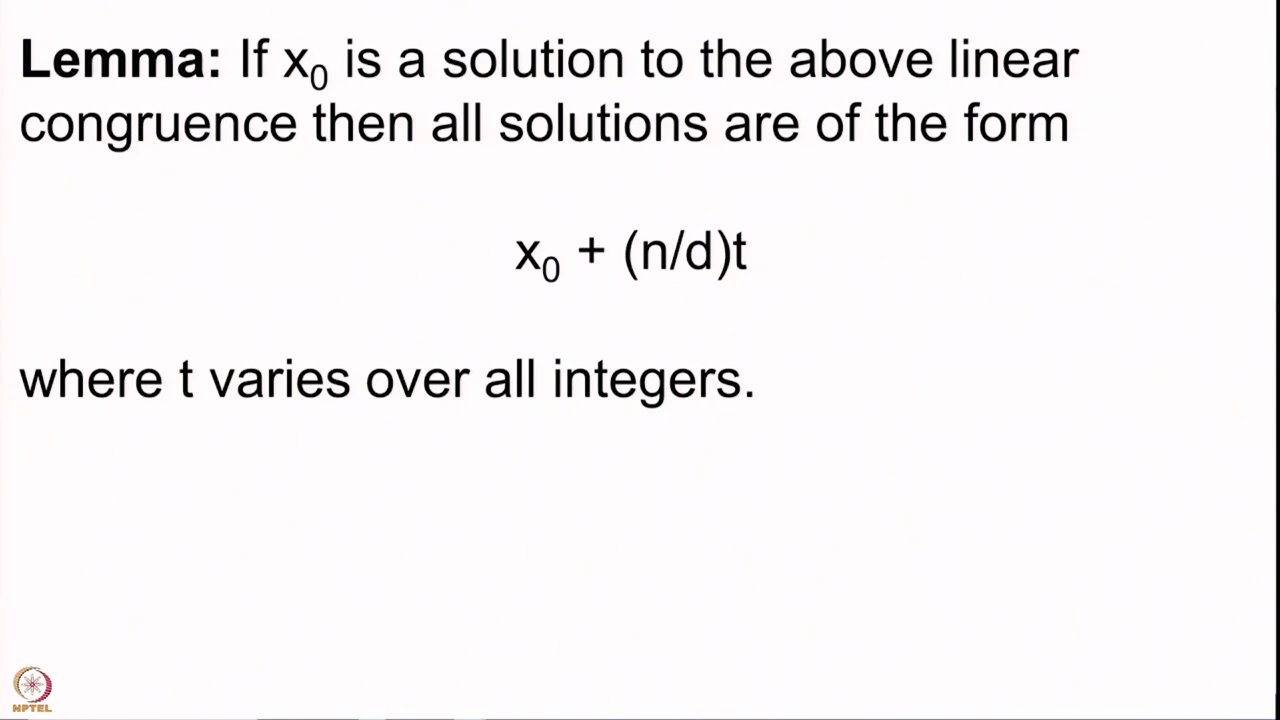 Lemma: If x₀ is a solution to the above linear
congruence then all solutions are of the form
x₀ + (n/d)t
where t varies over all integers.
NPTEL